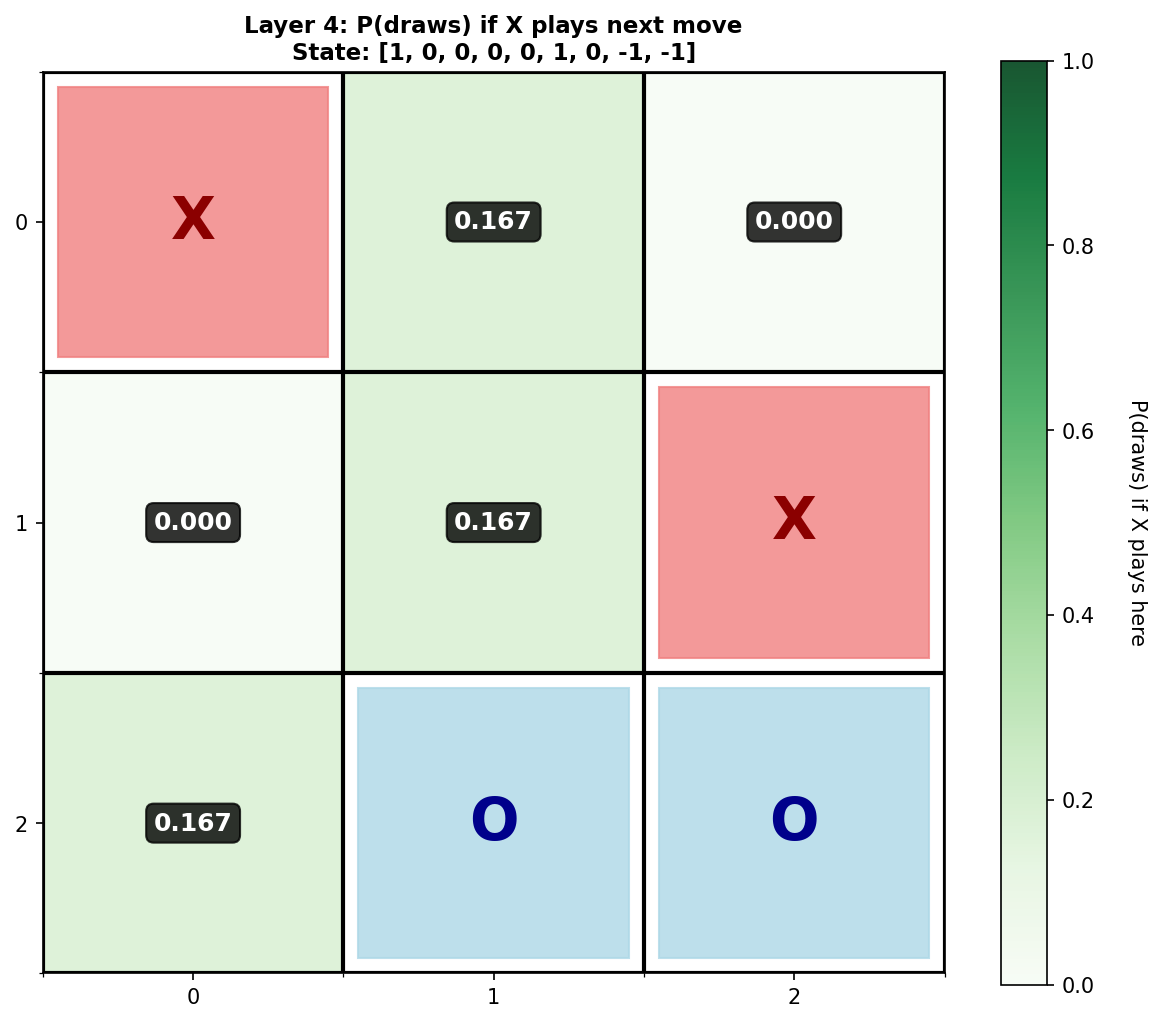 Layer 4: P(draws) if X plays next move
State: [1, 0, 0, 0, 0, 1, 0, -1, -1]
0
X
0.167
0.000
1
0.000
0.167
X
2
0.167
O
O
0
1
2
1.0
0.8
0.6
0.4
0.2
0.0
P(draws) if X plays here